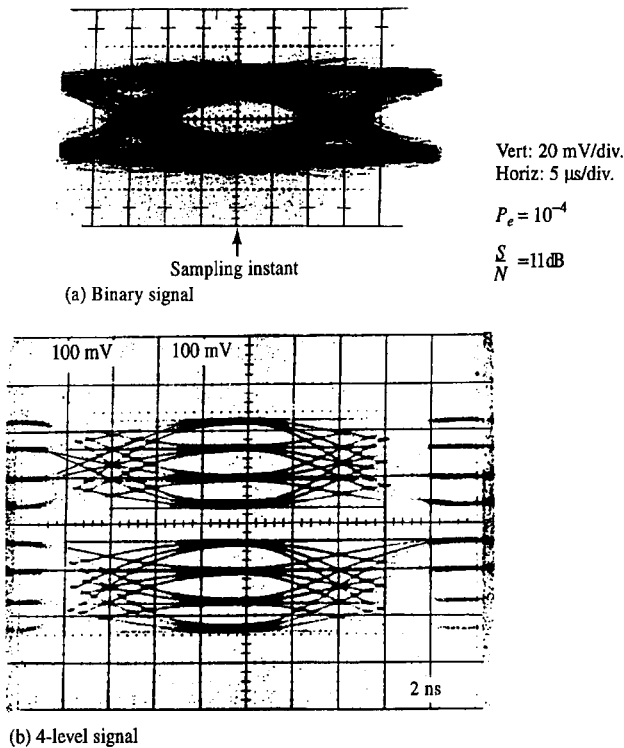 Vert: 20 mV/div.
Horiz: 5 µs/div.
P_e = 10^{-4}
S/N = 11dB
Sampling instant
(a) Binary signal
100 mV 100 mV
2 ns
(b) 4-level signal